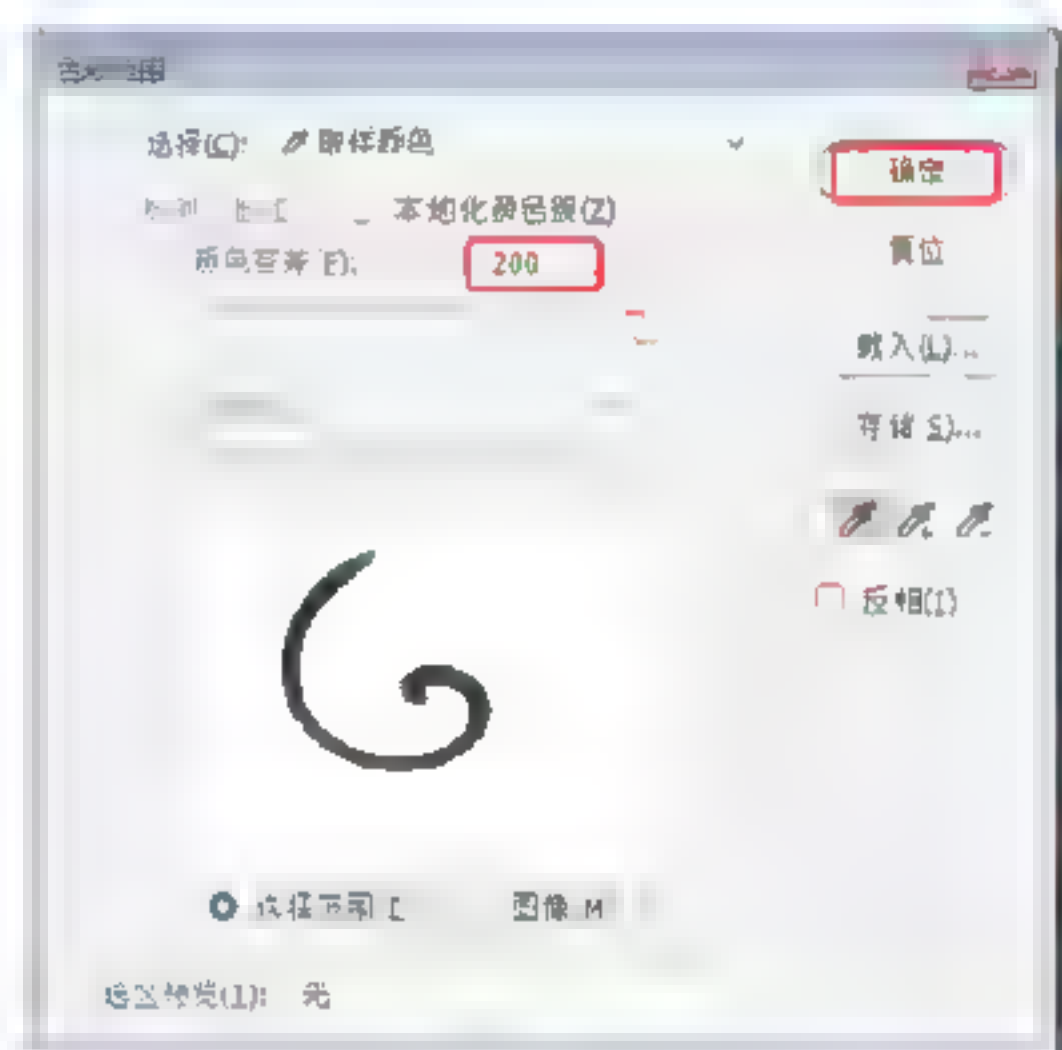 选择(C): 取样颜色
确定
本地化颜色簇(Z)
颜色容差(F): 200
复位
载入(L)...
存储(S)...
反相(I)
选择范围(E) 图像(M)
选区预览(T): 无